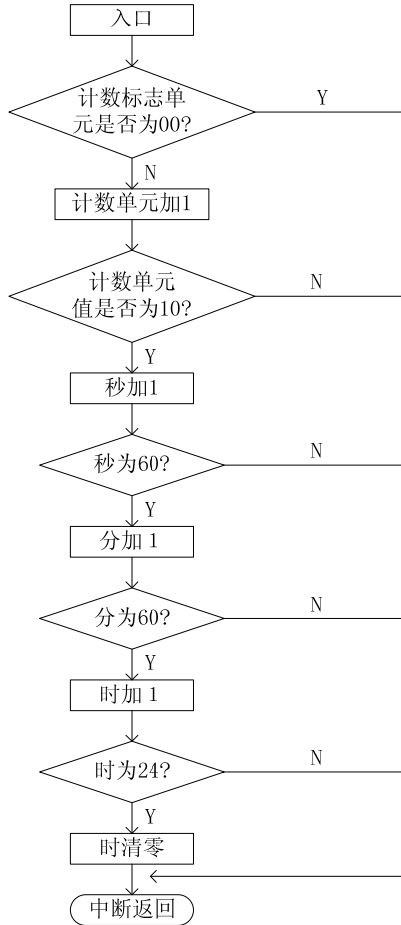 入口
计数标志单
元是否为00?
Y
N
计数单元加1
计数单元
值是否为10?
N
Y
秒加1
秒为60?
N
Y
分加 1
分为60?
N
Y
时加 1
时为24?
N
Y
时清零
中断返回